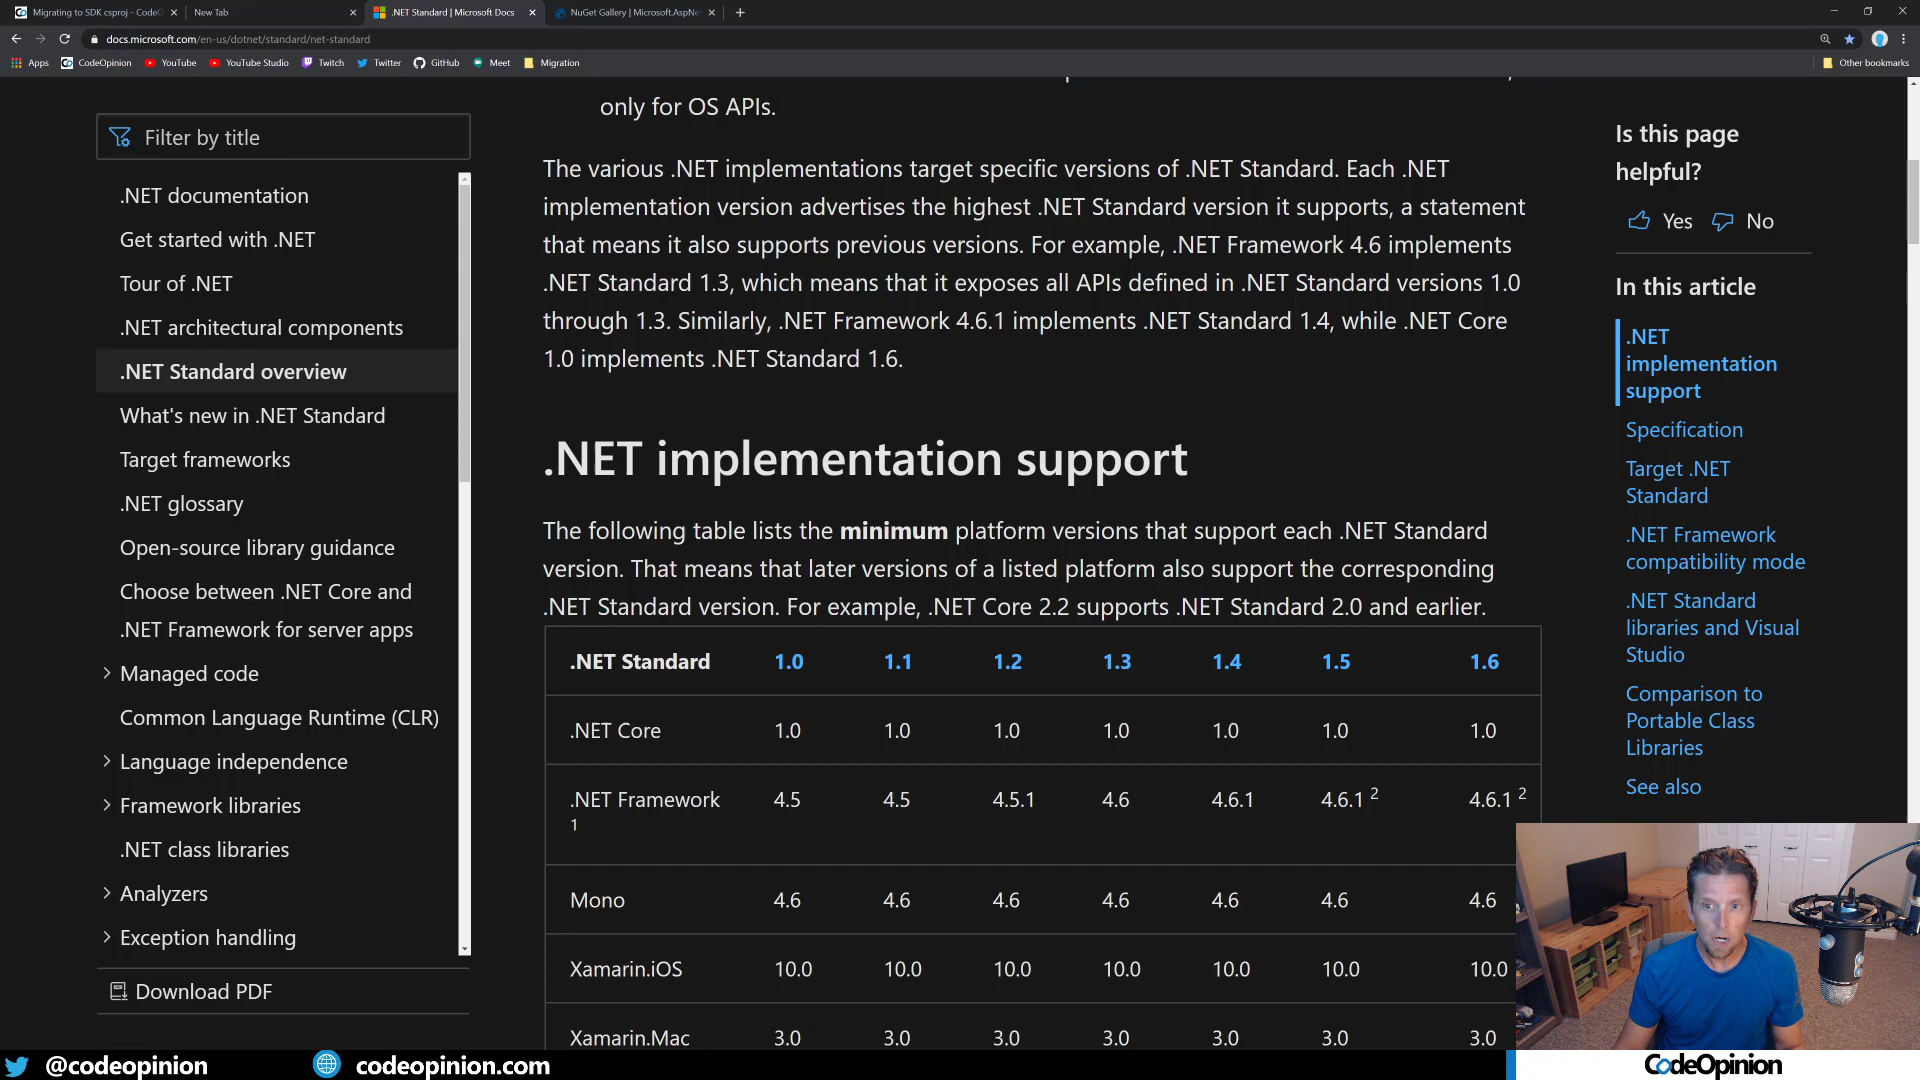 Migrating to SDK csproj - CodeO
New Tab
.NET Standard | Microsoft Docs
NuGet Gallery | Microsoft.AspNe
docs.microsoft.com/en-us/dotnet/standard/net-standard
Apps
CodeOpinion
YouTube
YouTube Studio
Twitch
Twitter
GitHub
Meet
Migration
Other bookmarks
Filter by title
.NET documentation
Get started with .NET
Tour of .NET
.NET architectural components
.NET Standard overview
What's new in .NET Standard
Target frameworks
.NET glossary
Open-source library guidance
Choose between .NET Core and
.NET Framework for server apps
Managed code
Common Language Runtime (CLR)
Language independence
Framework libraries
.NET class libraries
Analyzers
Exception handling
Download PDF
only for OS APIs.
The various .NET implementations target specific versions of .NET Standard. Each .NET
implementation version advertises the highest .NET Standard version it supports, a statement
that means it also supports previous versions. For example, .NET Framework 4.6 implements
.NET Standard 1.3, which means that it exposes all APIs defined in .NET Standard versions 1.0
through 1.3. Similarly, .NET Framework 4.6.1 implements .NET Standard 1.4, while .NET Core
1.0 implements .NET Standard 1.6.
.NET implementation support
The following table lists the minimum platform versions that support each .NET Standard
version. That means that later versions of a listed platform also support the corresponding
.NET Standard version. For example, .NET Core 2.2 supports .NET Standard 2.0 and earlier.
.NET Standard 1.0 1.1 1.2 1.3 1.4 1.5 1.6
.NET Core 1.0 1.0 1.0 1.0 1.0 1.0 1.0
.NET Framework 4.5 4.5 4.5.1 4.6 4.6.1 4.6.1 2 4.6.1 2
1
Mono 4.6 4.6 4.6 4.6 4.6 4.6 4.6
Xamarin.iOS 10.0 10.0 10.0 10.0 10.0 10.0 10.0
Xamarin.Mac 3.0 3.0 3.0 3.0 3.0 3.0 3.0
Is this page
helpful?
Yes No
In this article
.NET
implementation
support
Specification
Target .NET
Standard
.NET Framework
compatibility mode
.NET Standard
libraries and Visual
Studio
Comparison to
Portable Class
Libraries
See also
@codeopinion
codeopinion.com
CodeOpinion